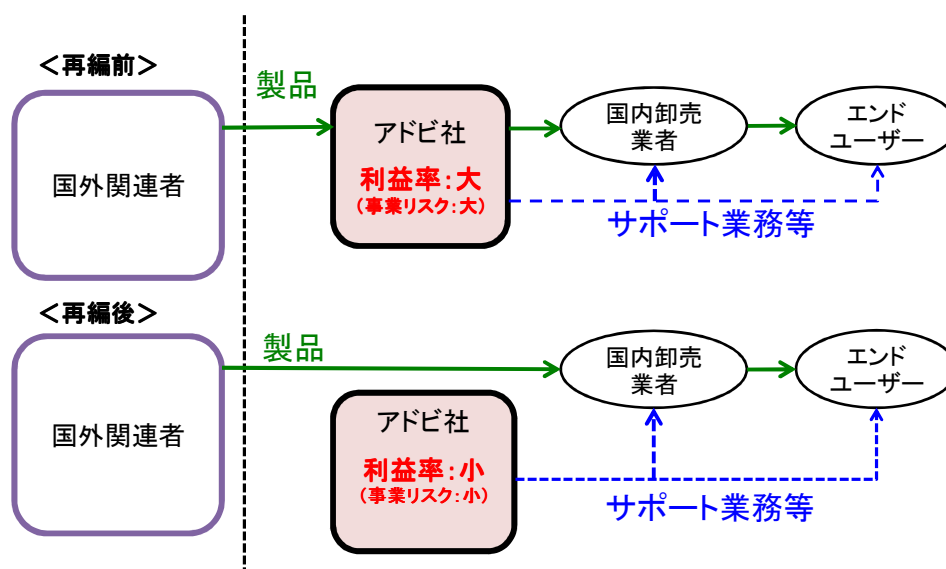 ＜再編前＞
国外関連者
製品
アドビ社
利益率：大
（事業リスク：大）
国内卸売
業者
エンド
ユーザー
サポート業務等
＜再編後＞
国外関連者
製品
アドビ社
利益率：小
（事業リスク：小）
国内卸売
業者
エンド
ユーザー
サポート業務等